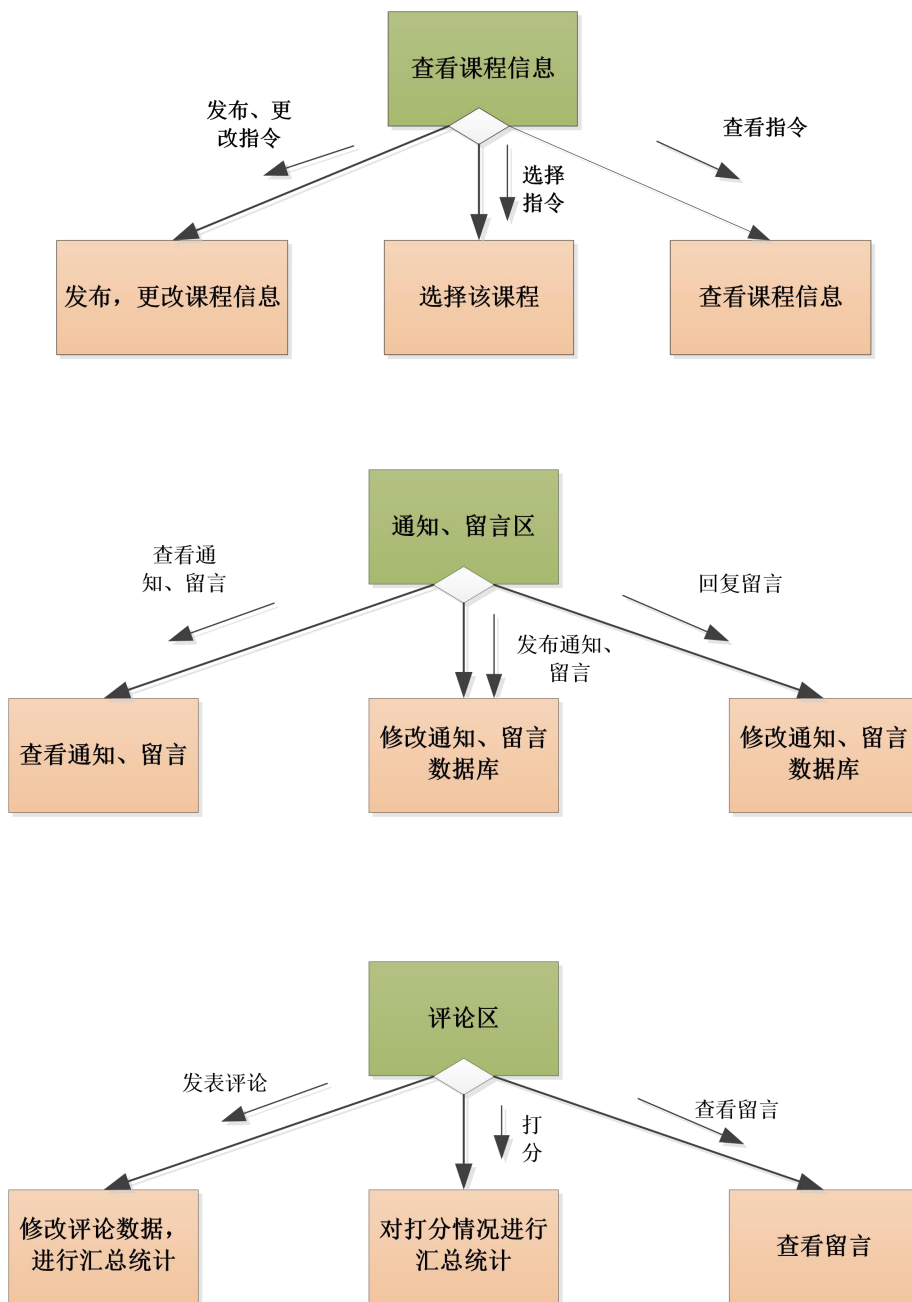 查看课程信息
发布、更
改指令
查看指令
选择
指令
发布，更改课程信息
选择该课程
查看课程信息
通知、留言区
查看通
知、留言
回复留言
发布通知、
留言
查看通知、留言
修改通知、留言
数据库
修改通知、留言
数据库
评论区
发表评论
打
分
查看留言
修改评论数据，
进行汇总统计
对打分情况进行
汇总统计
查看留言